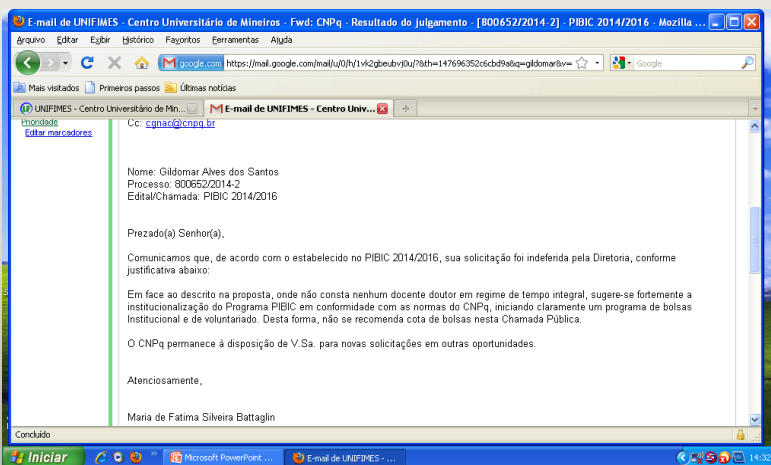 E-mail de UNIFIMES - Centro Universitário de Mineiros - Fwd: CNPq - Resultado do julgamento - [800652/2014-2] - PIBIC 2014/2016 - Mozilla ...
Arquivo Editar Exibir Histórico Favoritos Ferramentas Ajuda
google.com https://mail.google.com/mail/u/0/h/1vk2gbeubvj0u/?&th=147696352c6cbd9a&q=gildomar&v= Google
Mais visitados Primeiros passos Últimas notícias
UNIFIMES - Centro Universitário de Min... E-mail de UNIFIMES - Centro Univ...
Prioridade
Editar marcadores
Cc: cgnac@cnpq.br
Nome: Gildomar Alves dos Santos
Processo: 800652/2014-2
Edital/Chamada: PIBIC 2014/2016
Prezado(a) Senhor(a),
Comunicamos que, de acordo com o estabelecido no PIBIC 2014/2016, sua solicitação foi indeferida pela Diretoria, conforme
justificativa abaixo:
Em face ao descrito na proposta, onde não consta nenhum docente doutor em regime de tempo integral, sugere-se fortemente a
institucionalização do Programa PIBIC em conformidade com as normas do CNPq, iniciando claramente um programa de bolsas
Institucional e de voluntariado. Desta forma, não se recomenda cota de bolsas nesta Chamada Pública.
O CNPq permanece à disposição de V.Sa. para novas solicitações em outras oportunidades.
Atenciosamente,
Maria de Fatima Silveira Battaglin
Concluído
Iniciar Microsoft PowerPoint ... E-mail de UNIFIMES - ... 14:32